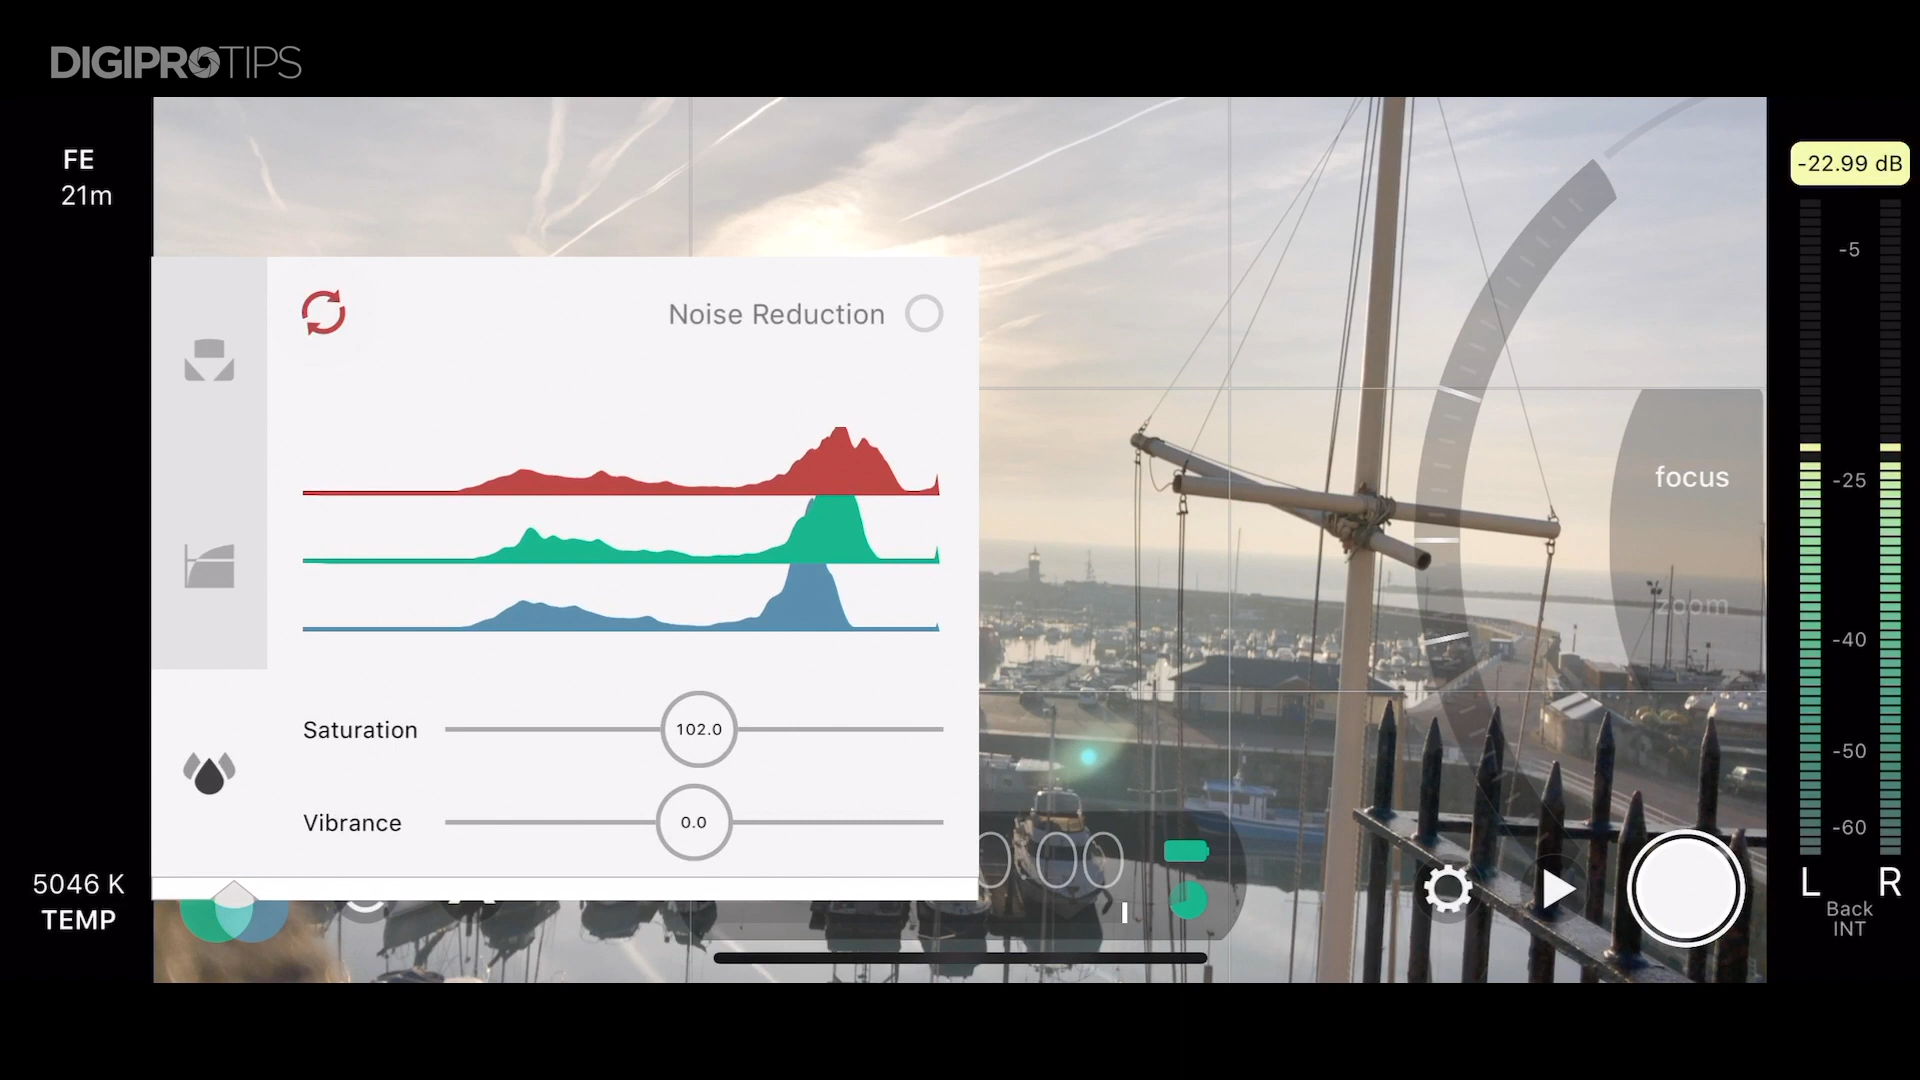 DIGIPROTIPS
FE
21m
-22.99 dB
-5
Noise Reduction
focus
-25
zoom
-40
Saturation
102.0
-50
Vibrance
0.0
-60
5046 K
TEMP
L
R
Back
INT